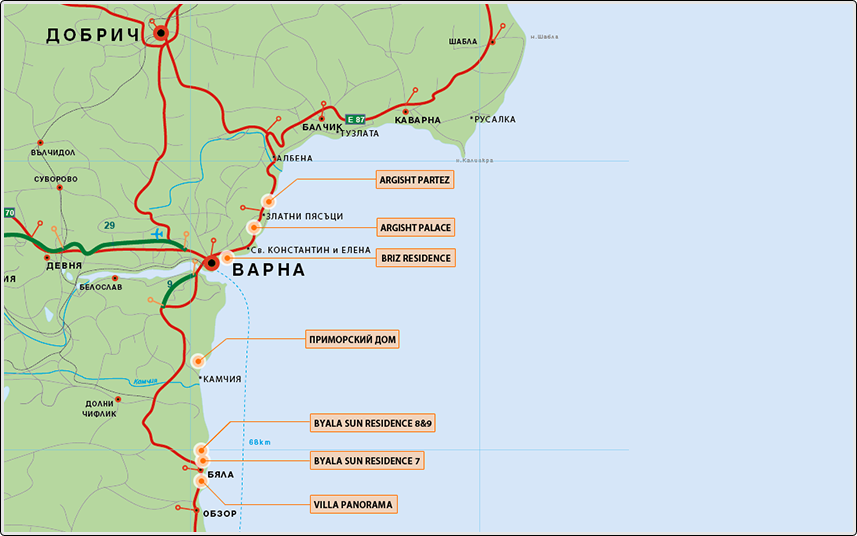 ДОБРИЧ
ШАБЛА
н. Шабла
БАЛЧИК
E 87
КАВАРНА
РУСАЛКА
ТУЗЛАТА
ВЪЛЧИДОЛ
АЛБЕНА
н. Калиакра
СУВОРОВО
ARGISHT PARTEZ
70
ЗЛАТНИ ПЯСЪЦИ
29
ARGISHT PALACE
Св. КОНСТАНТИН и ЕЛЕНА
BRIZ RESIDENCE
ДЕВНЯ
ВАРНА
ИЯ
БЕЛОСЛАВ
9
ПРИМОРСКИЙ ДОМ
Камчия
КАМЧИЯ
ДОЛНИ
ЧИФЛИК
BYALA SUN RESIDENCE 8&9
68km
BYALA SUN RESIDENCE 7
БЯЛА
VILLA PANORAMA
ОБЗОР